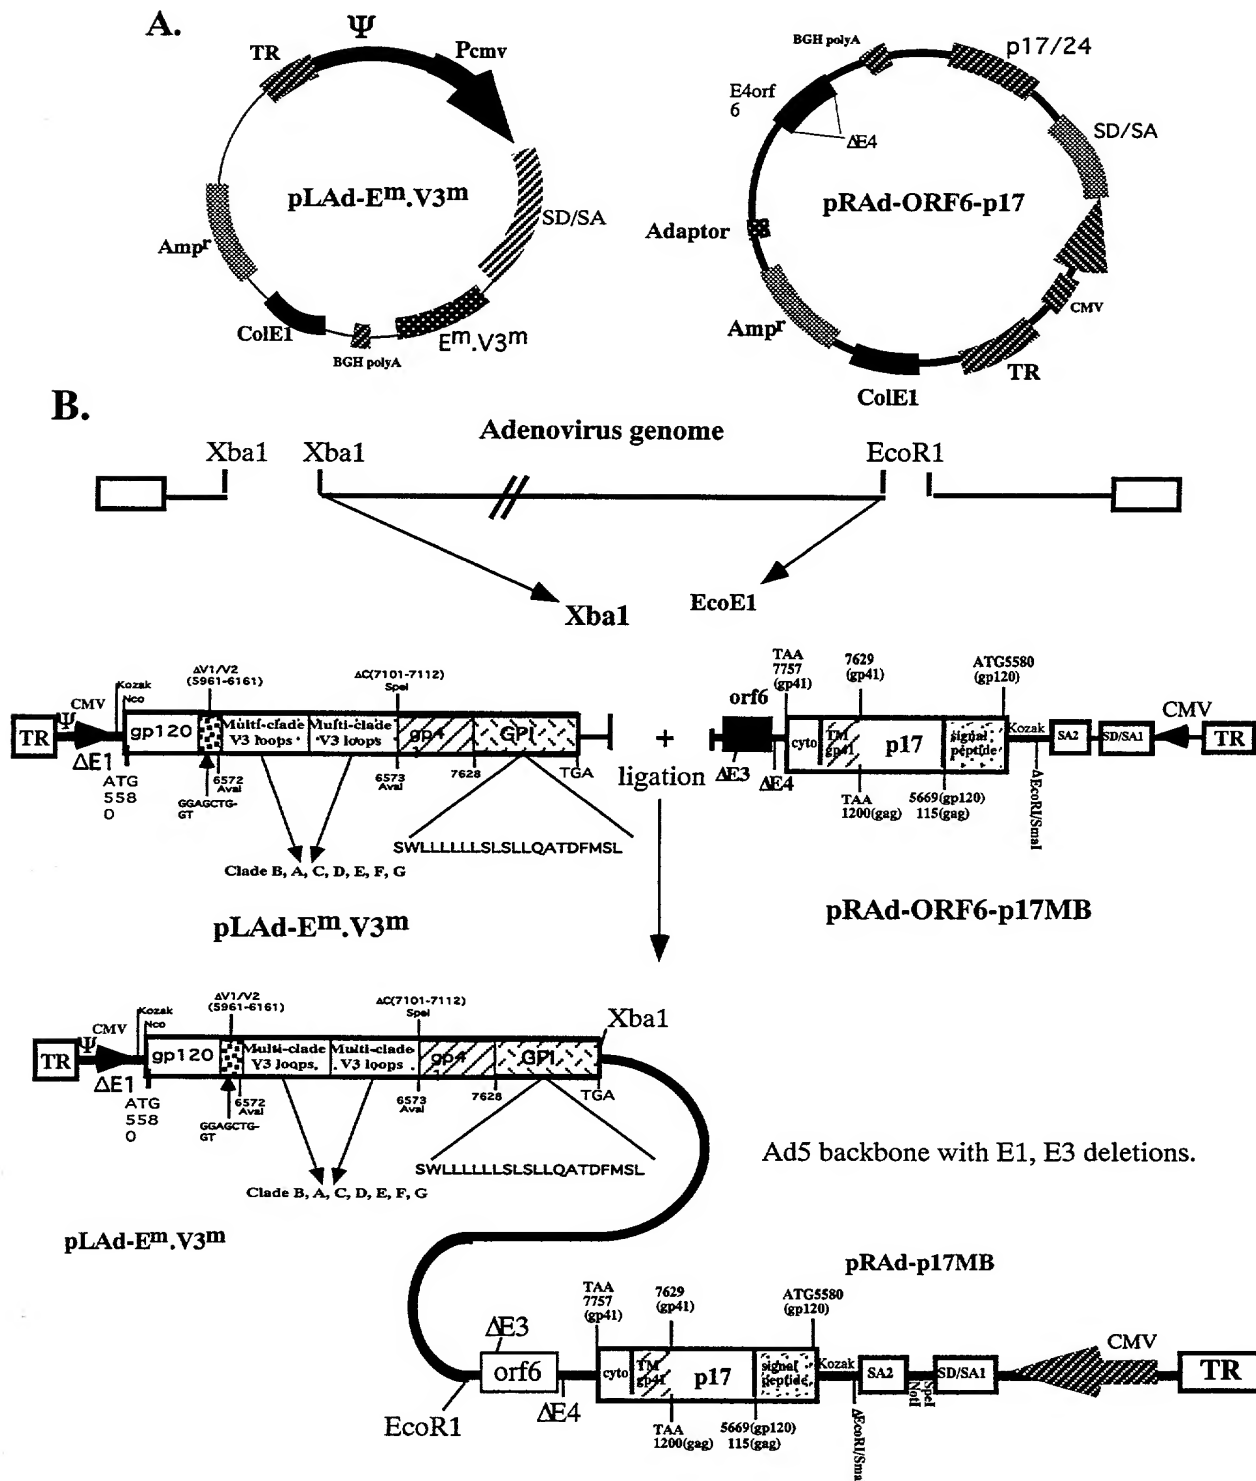 A.
Ψ
TR
Pcmv
pLAd-Em.V3m
SD/SA
Ampr
ColE1
BGH polyA
Em.V3m
BGH polyA
p17/24
E4orf
6
ΔE4
SD/SA
pRAd-ORF6-p17
Adaptor
CMV
Ampr
TR
ColE1
B.
Adenovirus genome
Xba1
Xba1
EcoR1
Xba1
EcoE1
ΔV1/V2
(5961-6161)
ΔC(7101-7112)
SpeI
Kozak
Nco
CMV
Ψ
TR
gp120
Multi-clade
V3 loops
Multi-clade
V3 loops
gp4
1
GPI
ΔE1
ATG
558
0
GGAGCTG-
GT
6572
AvaI
6573
AvaI
7628
TGA
SWLLLLLLSLSLLQATDFMSL
Clade B, A, C, D, E, F, G
pLAd-Em.V3m
+
ligation
TAA
7757
(gp41)
7629
(gp41)
ATG5580
(gp120)
orf6
cyto
TM
gp41
p17
signal
peptide
Kozak
SA2
SD/SA1
CMV
TR
ΔE3
ΔE4
TAA
1200(gag)
5669(gp120)
115(gag)
ΔEcoRI/SmaI
pRAd-ORF6-p17MB
ΔV1/V2
(5961-6161)
ΔC(7101-7112)
SpeI
Kozak
Nco
CMV
Ψ
TR
gp120
Multi-clade
V3 loops.
Multi-clade
V3 loops
gp4
1
GPI
Xba1
ΔE1
ATG
558
0
GGAGCTG-
GT
6572
AvaI
6573
AvaI
7628
TGA
SWLLLLLLSLSLLQATDFMSL
Clade B, A, C, D, E, F, G
Ad5 backbone with E1, E3 deletions.
pLAd-Em.V3m
pRAd-p17MB
TAA
7757
(gp41)
7629
(gp41)
ATG5580
(gp120)
ΔE3
orf6
cyto
TM
gp41
p17
signal
peptide
Kozak
SA2
NotI
SpeI
SD/SA1
CMV
TR
EcoR1
ΔE4
TAA
1200(gag)
5669(gp120)
115(gag)
ΔEcoRI/Sma